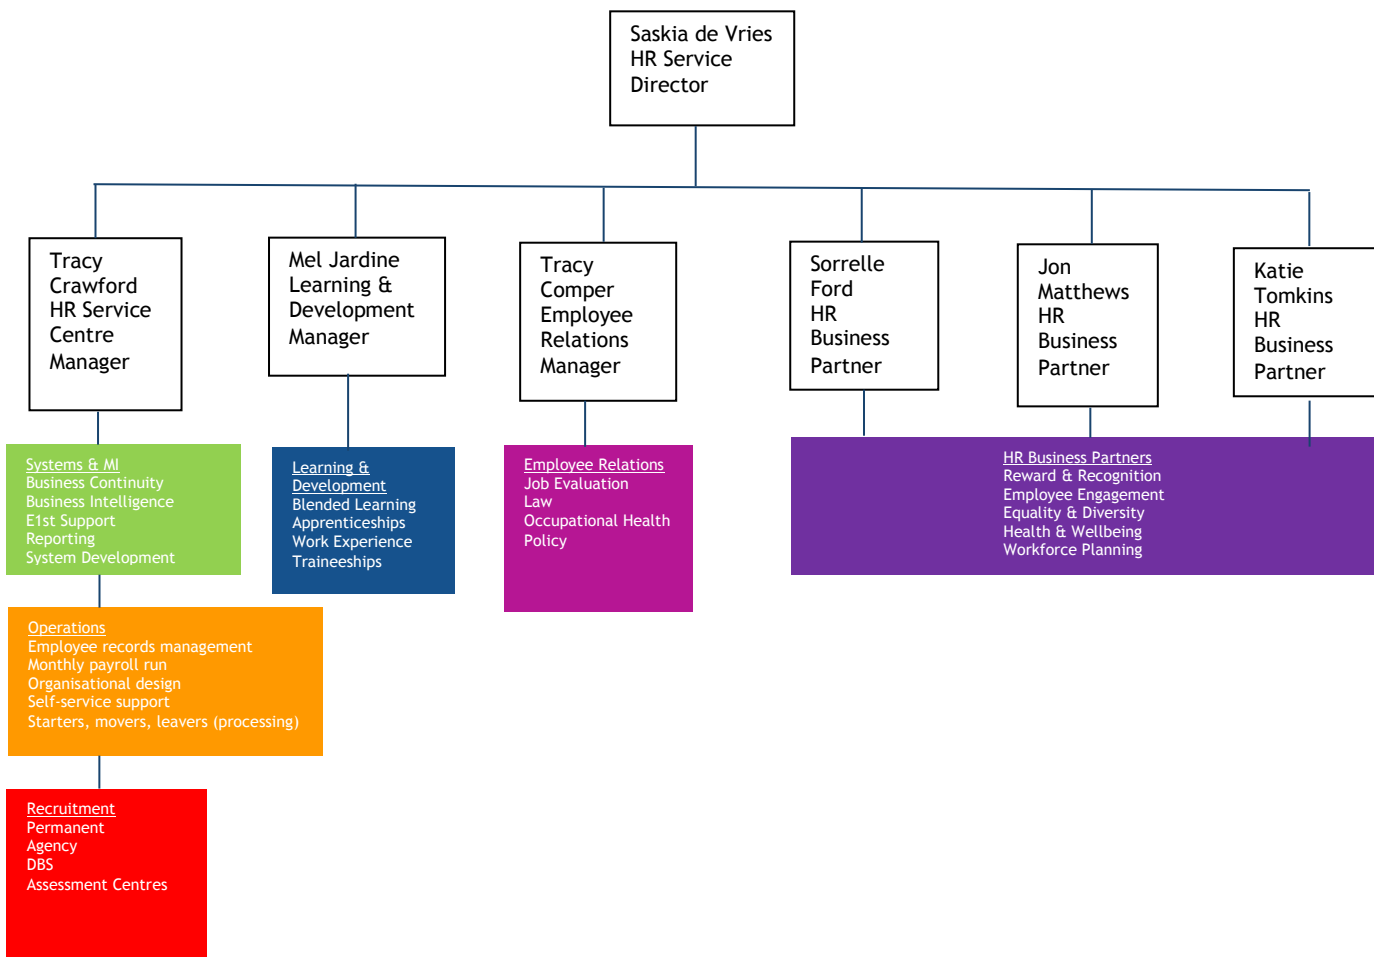 Saskia de Vries
HR Service
Director
Tracy
Crawford
HR Service
Centre
Manager
Mel Jardine
Learning &
Development
Manager
Tracy
Comper
Employee
Relations
Manager
Sorrelle
Ford
HR
Business
Partner
Jon
Matthews
HR
Business
Partner
Katie
Tomkins
HR
Business
Partner
Systems & MI
Business Continuity
Business Intelligence
E1st Support
Reporting
System Development
Learning &
Development
Blended Learning
Apprenticeships
Work Experience
Traineeships
Employee Relations
Job Evaluation
Law
Occupational Health
Policy
HR Business Partners
Reward & Recognition
Employee Engagement
Equality & Diversity
Health & Wellbeing
Workforce Planning
Operations
Employee records management
Monthly payroll run
Organisational design
Self-service support
Starters, movers, leavers (processing)
Recruitment
Permanent
Agency
DBS
Assessment Centres